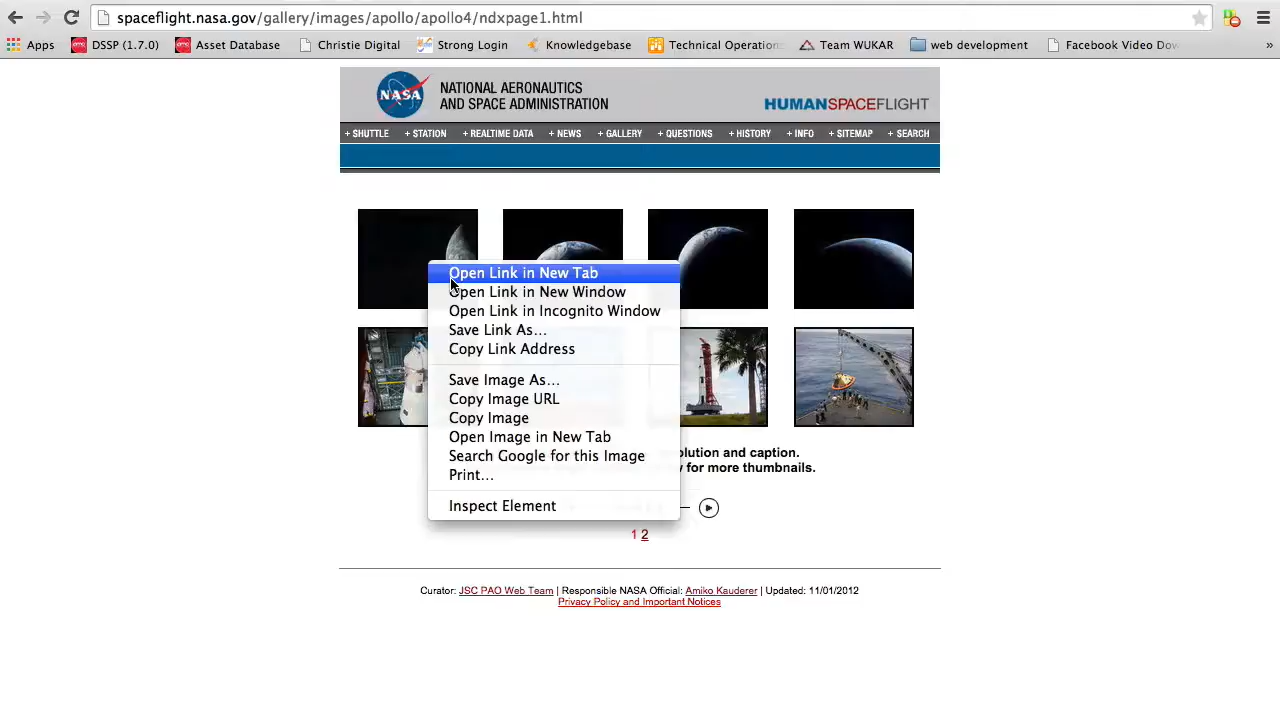 spaceflight.nasa.gov/gallery/images/apollo/apollo4/ndxpage1.html
Apps DSSP (1.7.0) Asset Database Christie Digital Strong Login Knowledgebase Technical Operation Team WUKAR web development Facebook Video Dow »
NASA
NATIONAL AERONAUTICS
AND SPACE ADMINISTRATION
HUMANSPACEFLIGHT
+ SHUTTLE + STATION + REALTIME DATA + NEWS + GALLERY + QUESTIONS + HISTORY + INFO + SITEMAP + SEARCH
Open Link in New Tab
Open Link in New Window
Open Link in Incognito Window
Save Link As...
Copy Link Address
Save Image As...
Copy Image URL
Copy Image
Open Image in New Tab
Search Google for this Image
Print...
Inspect Element
olution and caption.
for more thumbnails.
1 2
Curator: JSC PAO Web Team | Responsible NASA Official: Amiko Kauderer | Updated: 11/01/2012
Privacy Policy and Important Notices